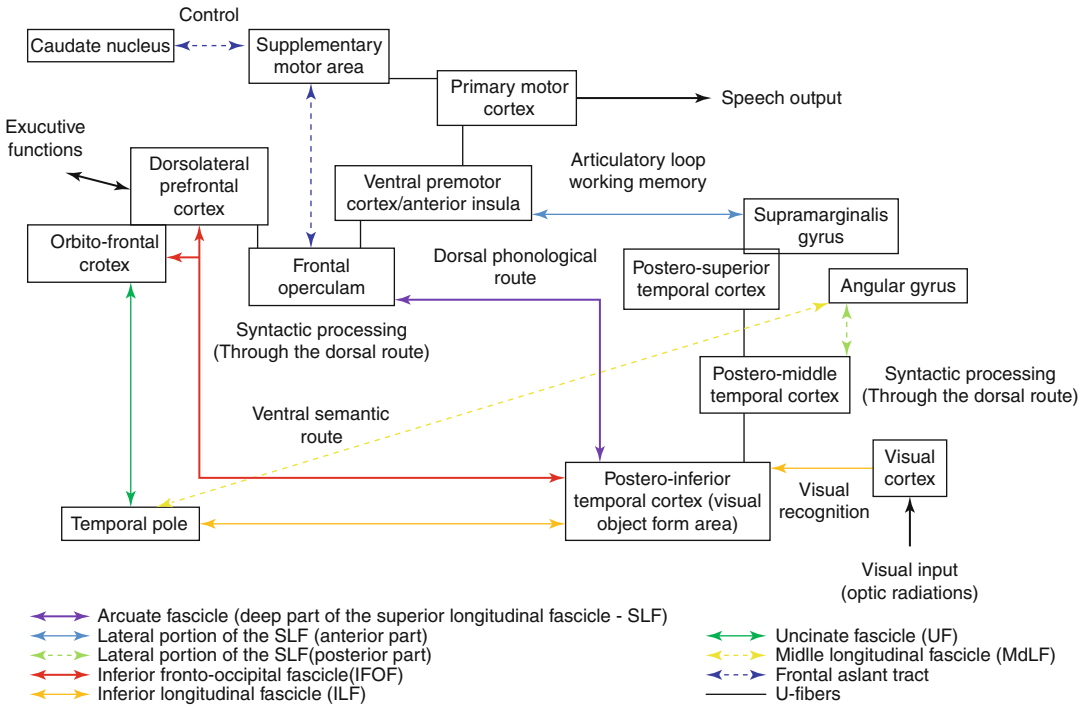 Control
Caudate nucleus
Supplementary
motor area
Primary motor
cortex
Speech output
Exucutive
functions
Dorsolateral
prefrontal
cortex
Ventral premotor
cortex/anterior insula
Articulatory loop
working memory
Supramarginalis
gyrus
Orbito-frontal
crotex
Frontal
operculam
Dorsal phonological
route
Postero-superior
temporal cortex
Angular gyrus
Syntactic processing
(Through the dorsal route)
Postero-middle
temporal cortex
Syntactic processing
(Through the dorsal route)
Ventral semantic
route
Visual
cortex
Postero-inferior
temporal cortex (visual
object form area)
Visual
recognition
Temporal pole
Visual input
(optic radiations)
Arcuate fascicle (deep part of the superior longitudinal fascicle - SLF)
Lateral portion of the SLF (anterior part)
Lateral portion of the SLF(posterior part)
Inferior fronto-occipital fascicle(IFOF)
Inferior longitudinal fascicle (ILF)
Uncinate fascicle (UF)
Midlle longitudinal fascicle (MdLF)
Frontal aslant tract
U-fibers